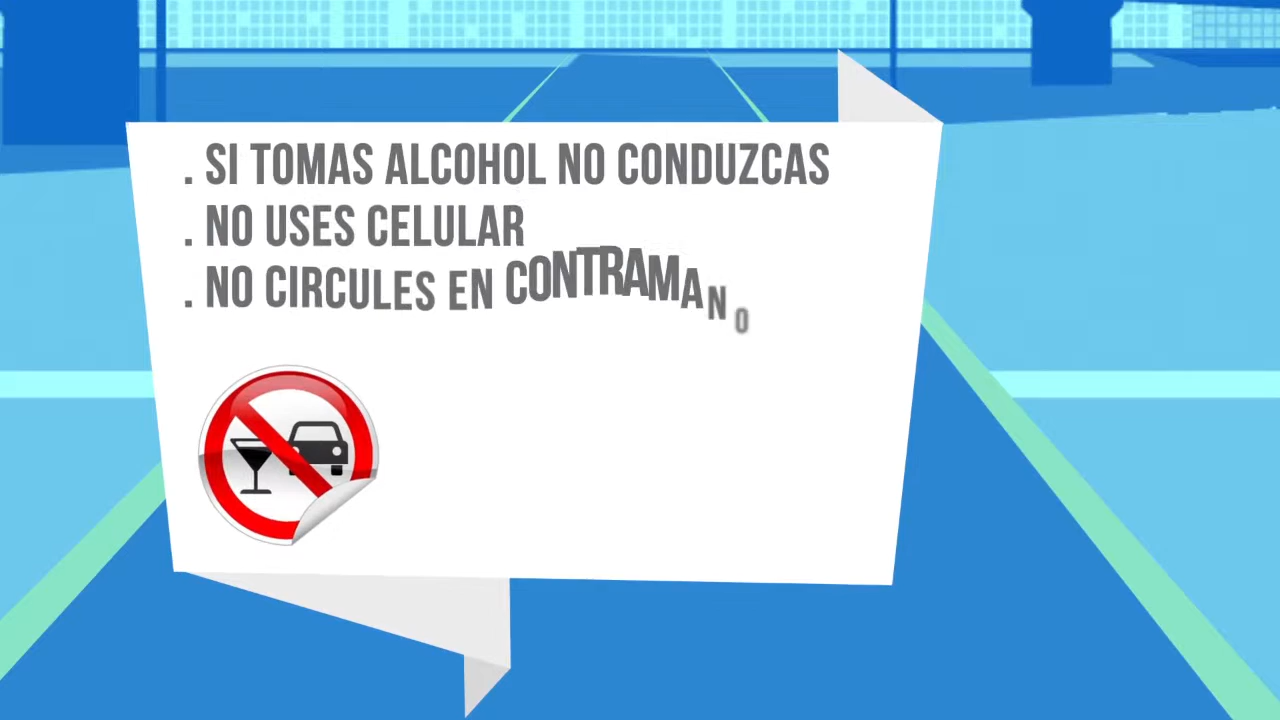 . SI TOMAS ALCOHOL NO CONDUZCAS
. NO USES CELULAR
. NO CIRCULES EN CONTRAMANO